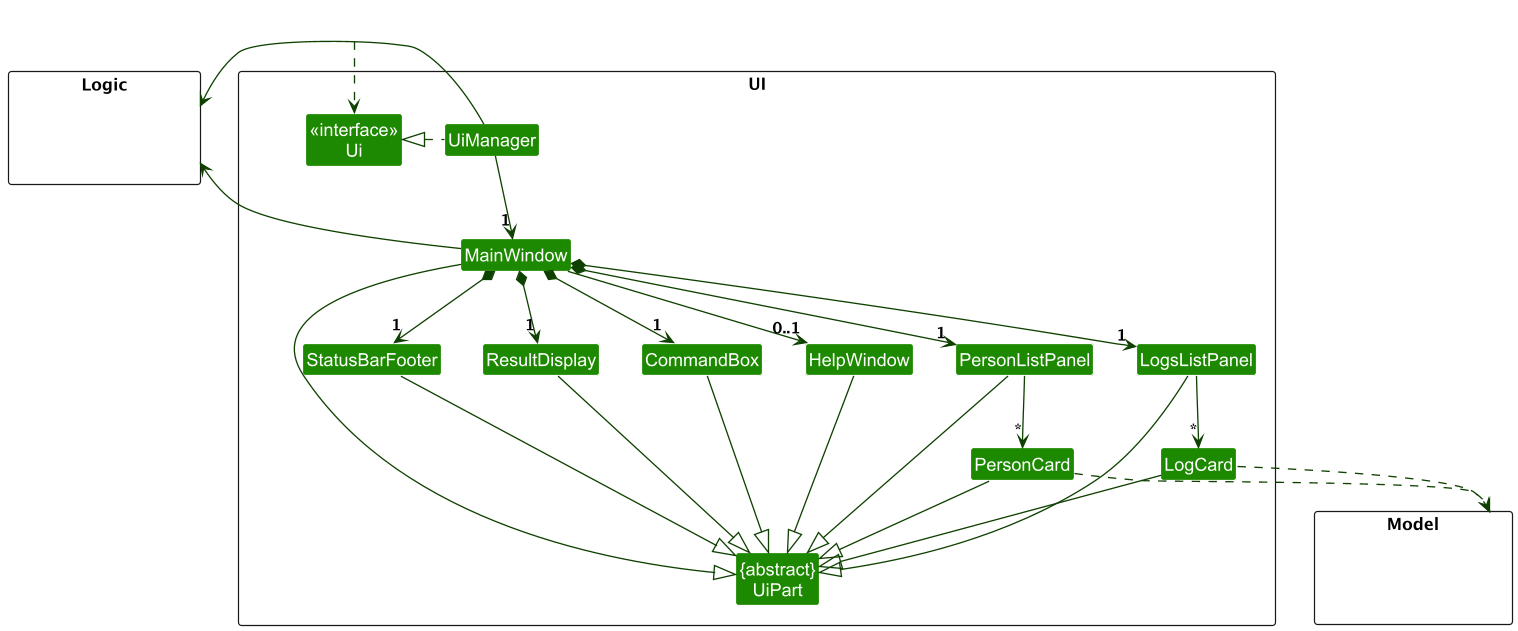 Logic
UI
«interface»
Ui
UiManager
1
MainWindow
1
1
1
0..1
1
1
StatusBarFooter
ResultDisplay
CommandBox
HelpWindow
PersonListPanel
LogsListPanel
*
*
PersonCard
LogCard
Model
{abstract}
UiPart